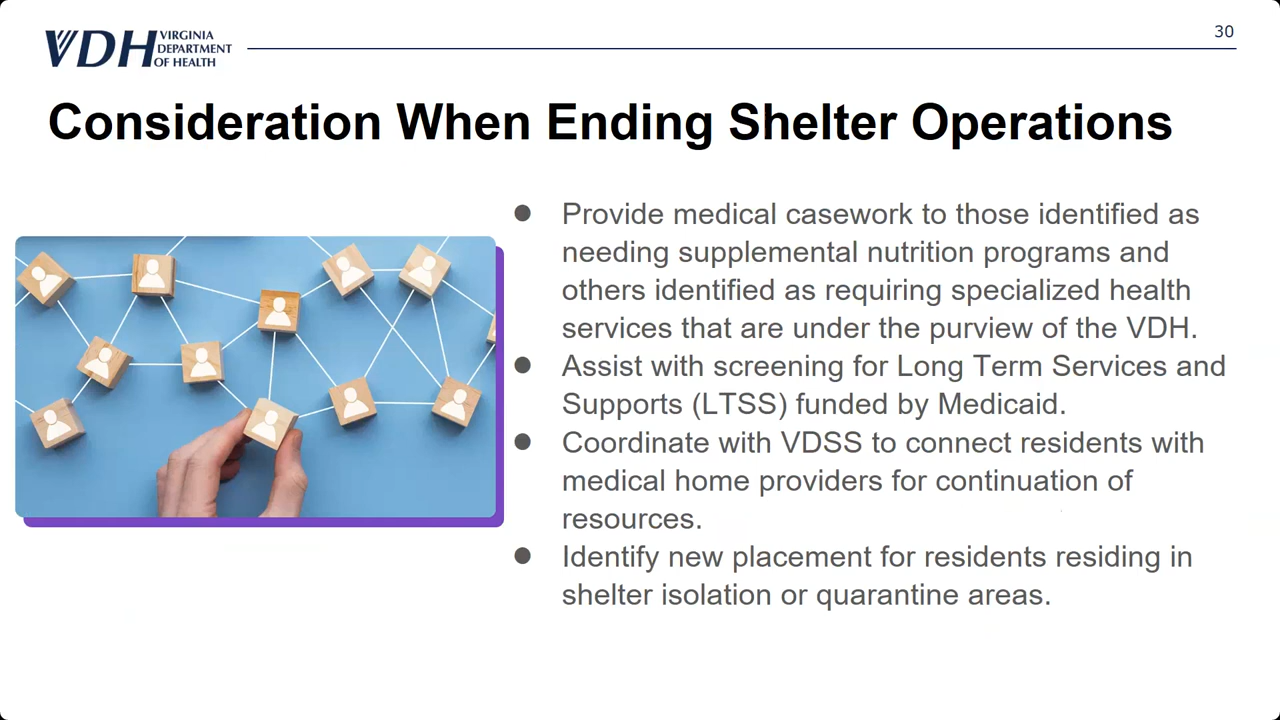 VDH VIRGINIA
DEPARTMENT
OF HEALTH
30
Consideration When Ending Shelter Operations
● Provide medical casework to those identified as
needing supplemental nutrition programs and
others identified as requiring specialized health
services that are under the purview of the VDH.
● Assist with screening for Long Term Services and
Supports (LTSS) funded by Medicaid.
● Coordinate with VDSS to connect residents with
medical home providers for continuation of
resources.
● Identify new placement for residents residing in
shelter isolation or quarantine areas.